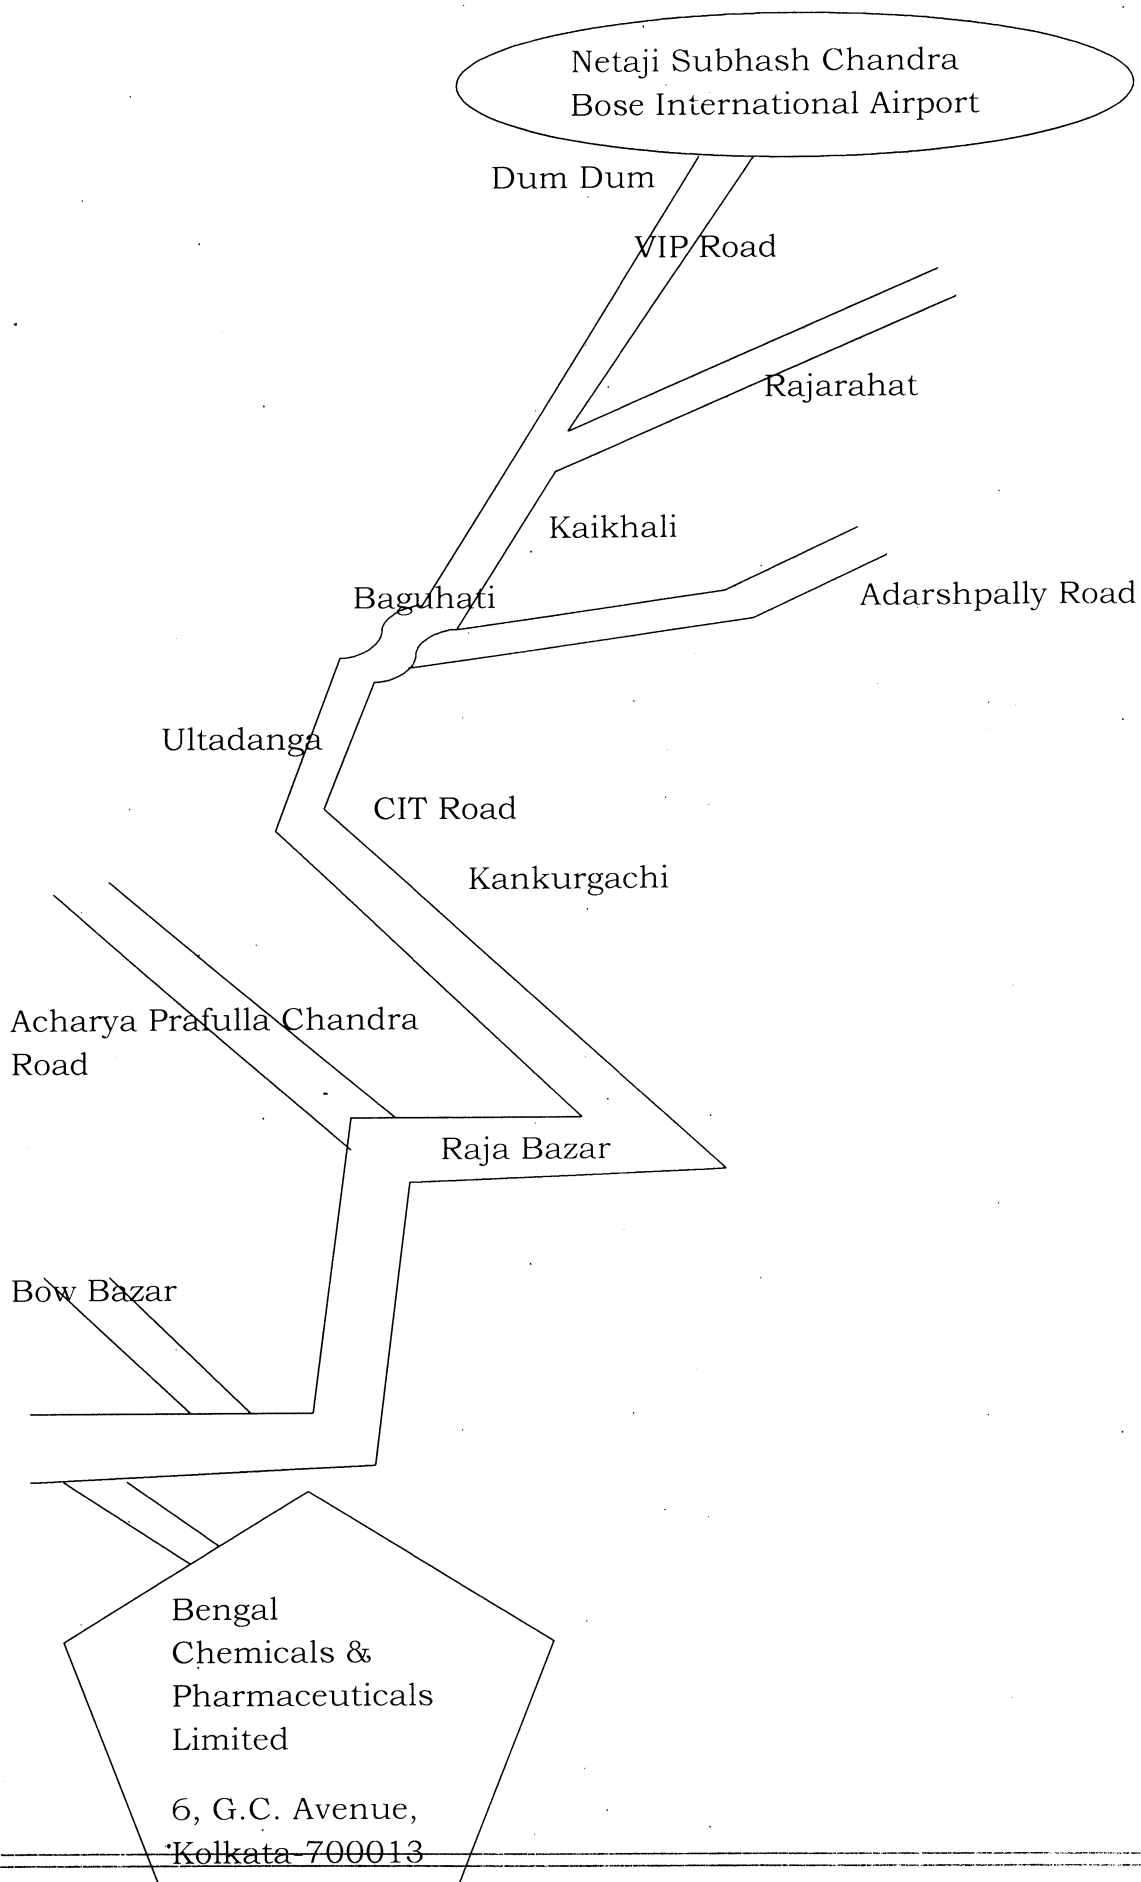 Netaji Subhash Chandra
Bose International Airport
Dum Dum
VIP Road
Rajarahat
Kaikhali
Baguhati
Adarshpally Road
Ultadanga
CIT Road
Kankurgachi
Acharya Prafulla Chandra
Road
Raja Bazar
Bow Bazar
Bengal
Chemicals &
Pharmaceuticals
Limited
6, G.C. Avenue,
Kolkata-700013